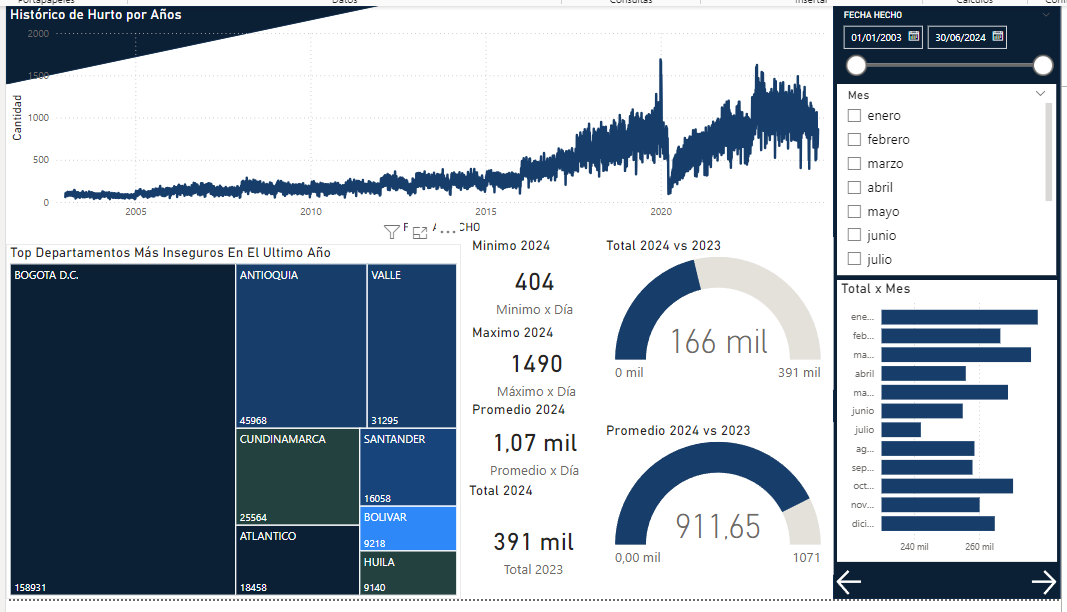 Portapapeles
Datos
Consultas
Insertar
Cálculos
Histórico de Hurto por Años
Cantidad
2000
1500
1000
500
0
2005
2010
2015
2020
CHO
FECHA HECHO
01/01/2003
30/06/2024
Mes
enero
febrero
marzo
abril
mayo
junio
julio
Top Departamentos Más Inseguros En El Ultimo Año
BOGOTA D.C.
158931
ANTIOQUIA
45968
VALLE
31295
CUNDINAMARCA
25564
SANTANDER
16058
ATLANTICO
18458
BOLIVAR
9218
HUILA
9140
Minimo 2024
404
Minimo x Día
Maximo 2024
1490
Máximo x Día
Promedio 2024
1,07 mil
Promedio x Día
Total 2024
391 mil
Total 2023
Total 2024 vs 2023
166 mil
0 mil
391 mil
Promedio 2024 vs 2023
911,65
0,00 mil
1071
Total x Mes
ene...
feb...
ma...
abril
ma...
junio
julio
ag...
sep...
oct...
nov...
dici...
240 mil
260 mil